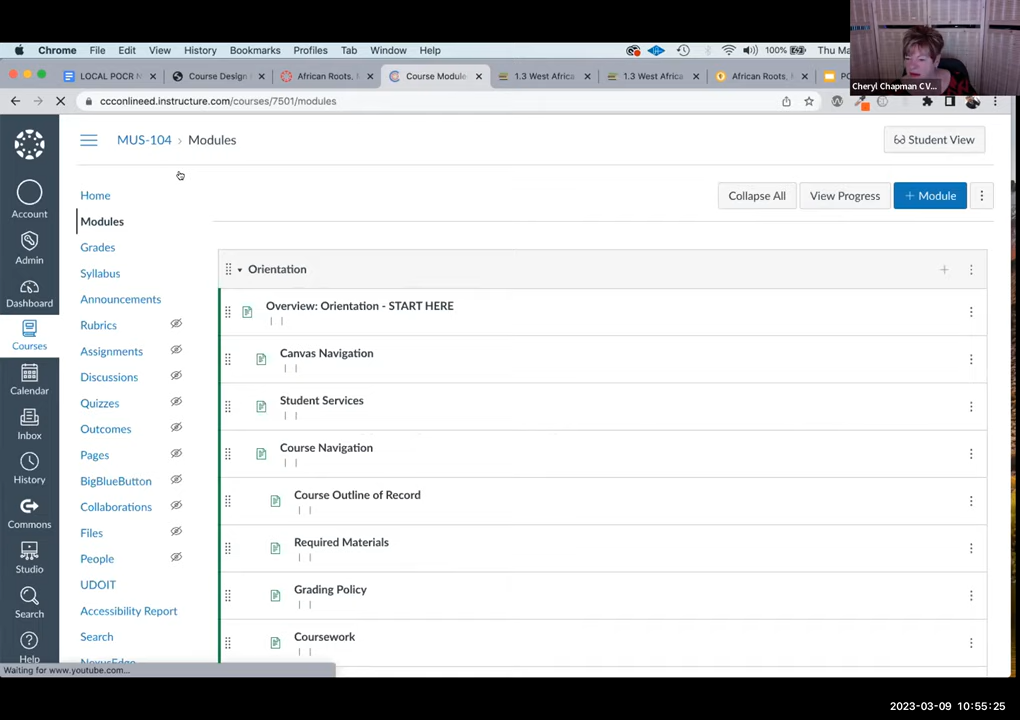 Chrome File Edit View History Bookmarks Profiles Tab Window Help
100%
Thu Ma
Cheryl Chapman CV...
LOCAL POCR N
Course Design
African Roots,
Course Module
1.3 West Africa
1.3 West Africa
African Roots,
PO
ccconlineed.instructure.com/courses/7501/modules
MUS-104 › Modules
Student View
Account
Admin
Dashboard
Courses
Calendar
Inbox
History
Commons
Studio
Search
Help
Home
Modules
Grades
Syllabus
Announcements
Rubrics
Assignments
Discussions
Quizzes
Outcomes
Pages
BigBlueButton
Collaborations
Files
People
UDOIT
Accessibility Report
Search
NexusEdge
Collapse All
View Progress
+ Module
Orientation
Overview: Orientation - START HERE
Canvas Navigation
Student Services
Course Navigation
Course Outline of Record
Required Materials
Grading Policy
Coursework
Waiting for www.youtube.com...
2023-03-09 10:55:25